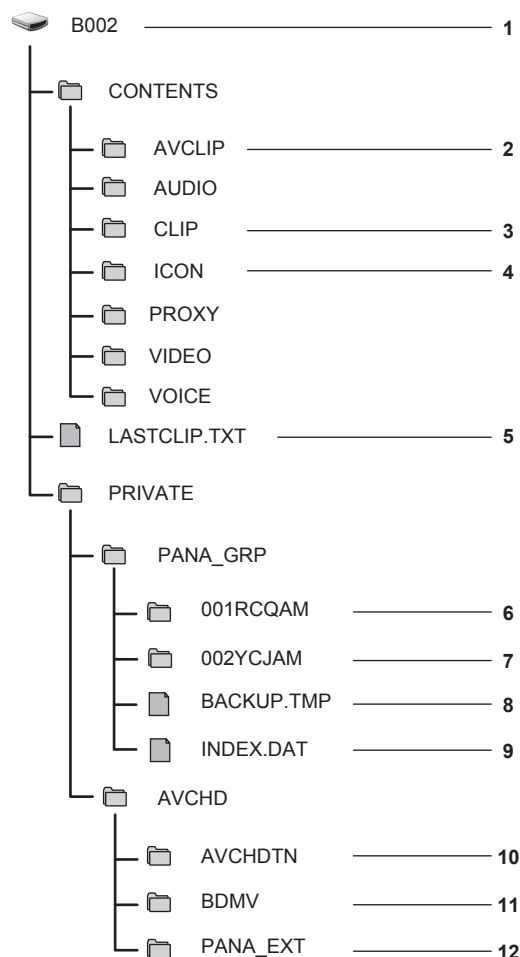 B002 1
CONTENTS
AVCLIP 2
AUDIO
CLIP 3
ICON 4
PROXY
VIDEO
VOICE
LASTCLIP.TXT 5
PRIVATE
PANA_GRP
001RCQAM 6
002YCJAM 7
BACKUP.TMP 8
INDEX.DAT 9
AVCHD
AVCHDTN 10
BDMV 11
PANA_EXT 12